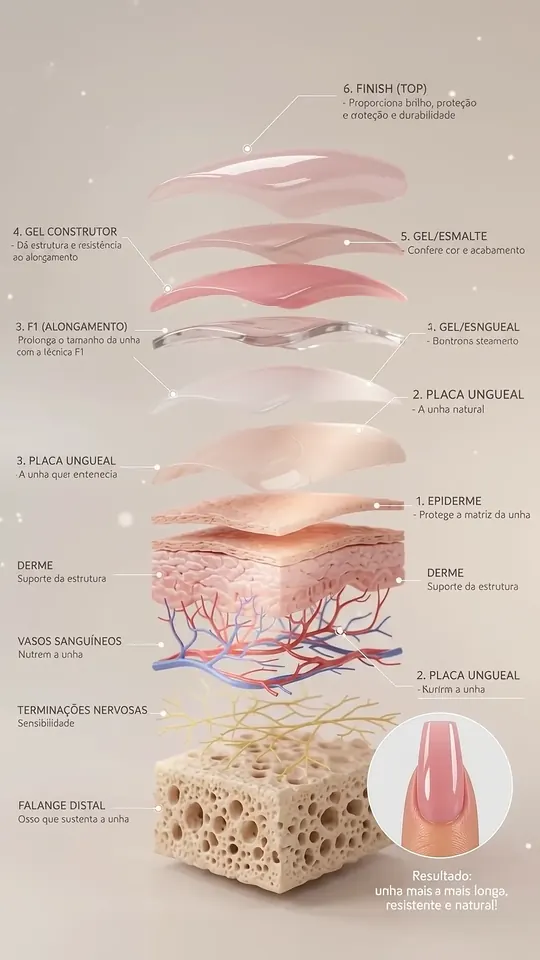 6. FINISH (TOP)
- Proporciona brilho, proteção
e croteção e durabilidade
4. GEL CONSTRUTOR
- Dá estrutura e resistência
ao alongamento
5. GEL/ESMALTE
- Confere cor e acabamento
3. F1 (ALONGAMENTO)
Prolonga o tamanho da unha
com a técnica F1
4. GEL/ESNGUEAL
- Bontrons steamerto
2. PLACA UNGUEAL
- A unha natural
3. PLACA UNGUEAL
- A unha quer entenecia
1. EPIDERME
- Protege a matriz da unha
DERME
Suporte da estrutura
DERME
Suporte da estrutura
VASOS SANGUÍNEOS
Nutrem a unha
2. PLACA UNGUEAL
- Kurirm a unha
TERMINAÇÕES NERVOSAS
Sensibilidade
FALANGE DISTAL
Osso que sustenta a unha
Resultado:
unha mais a mais longa,
resistente e natural!